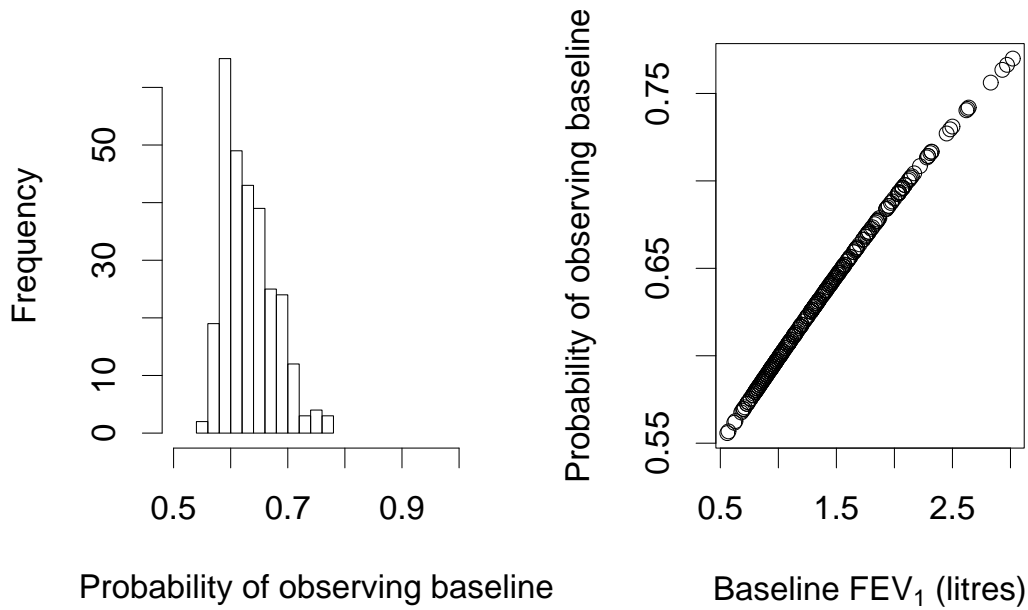 Frequency
50
30
10
0
0.5 0.7 0.9
Probability of observing baseline
Probability of observing baseline
0.75
0.65
0.55
0.5 1.5 2.5
Baseline FEV₁ (litres)